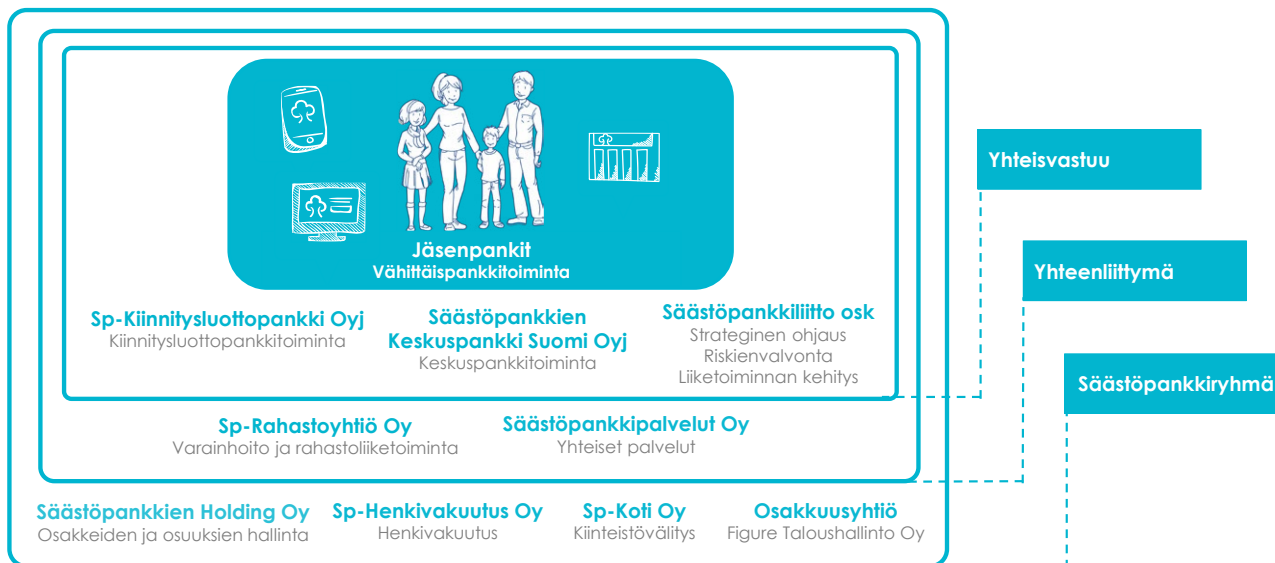 Jäsenpankit
Vähittäispankkitoiminta
Sp-Kiinnitysluottopankki Oyj
Kiinnitysluottopankkitoiminta
Säästöpankkien
Keskuspankki Suomi Oyj
Keskuspankkitoiminta
Säästöpankkiliitto osk
Strateginen ohjaus
Riskienvalvonta
Liiketoiminnan kehitys
Sp-Rahastoyhtiö Oy
Varainhoito ja rahastoliiketoiminta
Säästöpankkipalvelut Oy
Yhteiset palvelut
Säästöpankkien Holding Oy
Osakkeiden ja osuuksien hallinta
Sp-Henkivakuutus Oy
Henkivakuutus
Sp-Koti Oy
Kiinteistövälitys
Osakkuusyhtiö
Figure Taloushallinto Oy
Yhteisvastuu
Yhteenliittymä
Säästöpankkiryhmä